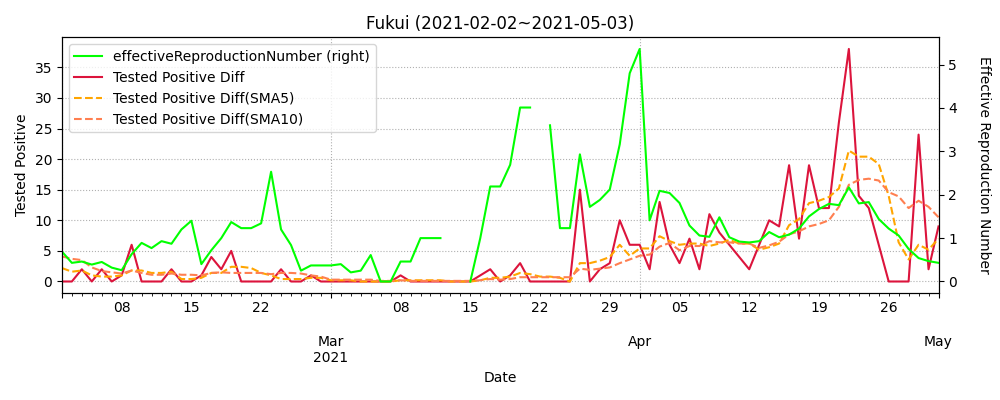 Fukui (2021-02-02~2021-05-03)
effectiveReproductionNumber (right)
Tested Positive Diff
Tested Positive Diff(SMA5)
Tested Positive Diff(SMA10)
Tested Positive
35
30
25
20
15
10
5
0
5
4
3
2
1
0
Effective Reproduction Number
08
15
22
08
15
22
29
05
12
19
26
Mar
2021
Apr
May
Date